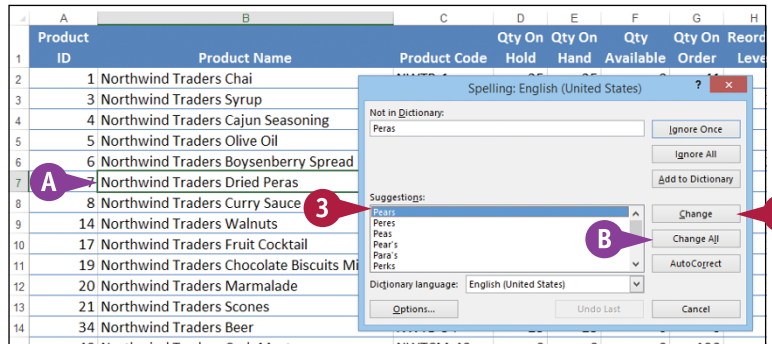 A B C D E F G H
Product Qty On Qty On Qty Qty On Reord
1 ID Product Name Product Code Hold Hand Available Order Leve
2 1 Northwind Traders Chai
3 3 Northwind Traders Syrup
4 4 Northwind Traders Cajun Seasoning
5 5 Northwind Traders Olive Oil
6 6 Northwind Traders Boysenberry Spread
7 A 7 Northwind Traders Dried Peras
8 8 Northwind Traders Curry Sauce
9 14 Northwind Traders Walnuts
10 17 Northwind Traders Fruit Cocktail
11 19 Northwind Traders Chocolate Biscuits Mi
12 20 Northwind Traders Marmalade
13 21 Northwind Traders Scones
14 34 Northwind Traders Beer
Spelling: English (United States) ? ×
Not in Dictionary:
Peras
Ignore Once
Ignore All
Add to Dictionary
Suggestions:
3
Pears
Peres
Peas
Pear's
Para's
Perks
Change
B
Change All
AutoCorrect
Dictionary language: English (United States)
Options... Undo Last Cancel